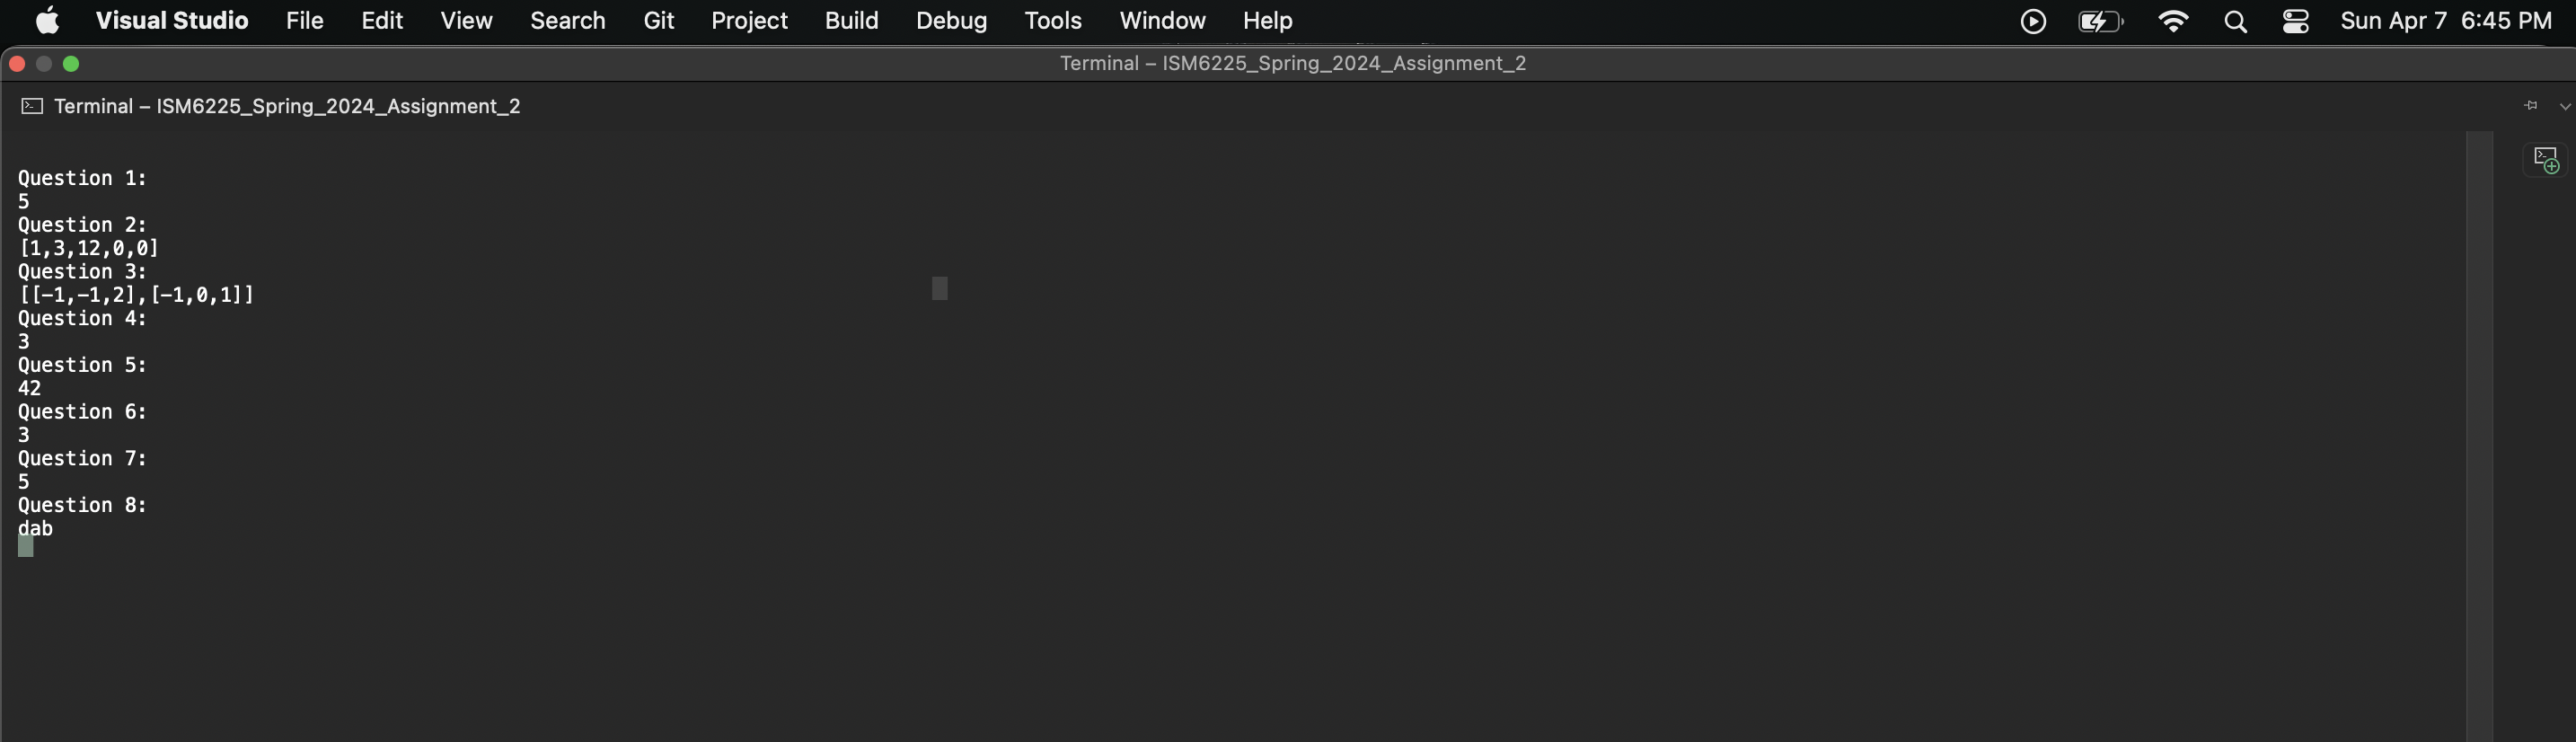 Visual Studio File Edit View Search Git Project Build Debug Tools Window Help Sun Apr 7 6:45 PM
Terminal – ISM6225_Spring_2024_Assignment_2
Terminal – ISM6225_Spring_2024_Assignment_2
Question 1:
5
Question 2:
[1,3,12,0,0]
Question 3:
[[-1,-1,2],[-1,0,1]]
Question 4:
3
Question 5:
42
Question 6:
3
Question 7:
5
Question 8:
dab